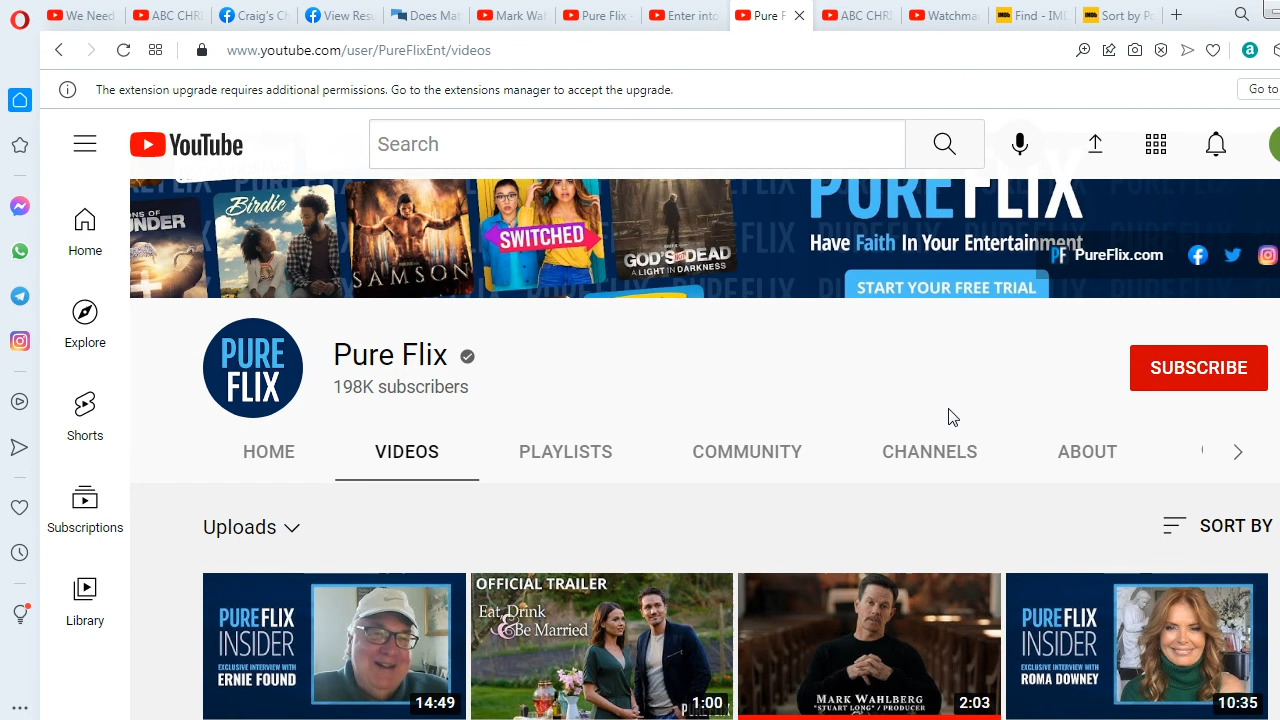 We Need
ABC CHRI
Craig's Ch
View Resu
Does Mat
Mark Wah
Pure Flix -
Enter into
Pure F
ABC CHRI
Watchma
Find - IMD
Sort by Po
www.youtube.com/user/PureFlixEnt/videos
The extension upgrade requires additional permissions. Go to the extensions manager to accept the upgrade.
Go to
YouTube
Search
Birdie
SAMSON
SWITCHED
GOD'S NOT DEAD
A LIGHT IN DARKNESS
PURE FLIX
Have Faith In Your Entertainment
PF PureFlix.com
START YOUR FREE TRIAL
Home
Explore
Shorts
Subscriptions
Library
PURE
FLIX
Pure Flix
198K subscribers
SUBSCRIBE
HOME
VIDEOS
PLAYLISTS
COMMUNITY
CHANNELS
ABOUT
Uploads
SORT BY
PUREFLIX
INSIDER
EXCLUSIVE INTERVIEW WITH
ERNIE FOUND
14:49
OFFICIAL TRAILER
Eat, Drink
& Be Married
1:00
MARK WAHLBERG
"STUART LONG" / PRODUCER
2:03
PUREFLIX
INSIDER
EXCLUSIVE INTERVIEW WITH
ROMA DOWNEY
10:35